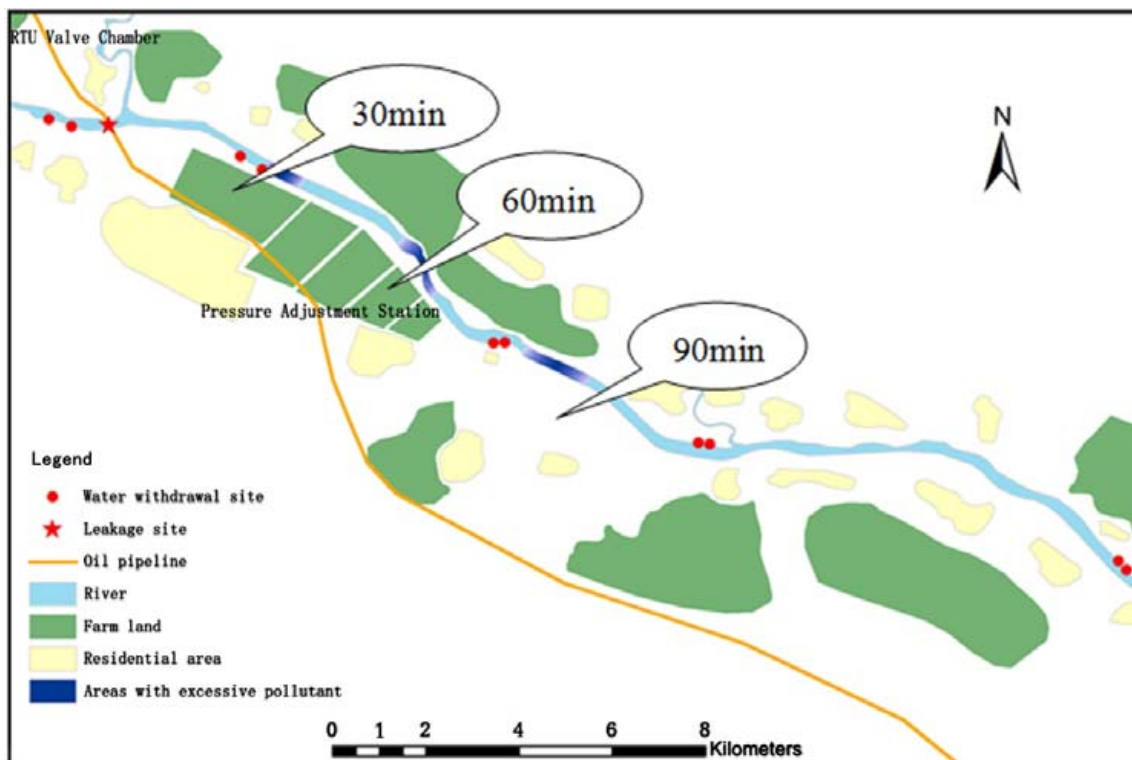 RTU Valve Chamber
30min
N
60min
Pressure Adjustment Station
90min
Legend
Water withdrawal site
Leakage site
Oil pipeline
River
Farm land
Residential area
Areas with excessive pollutant
0 1 2 4 6 8
Kilometers